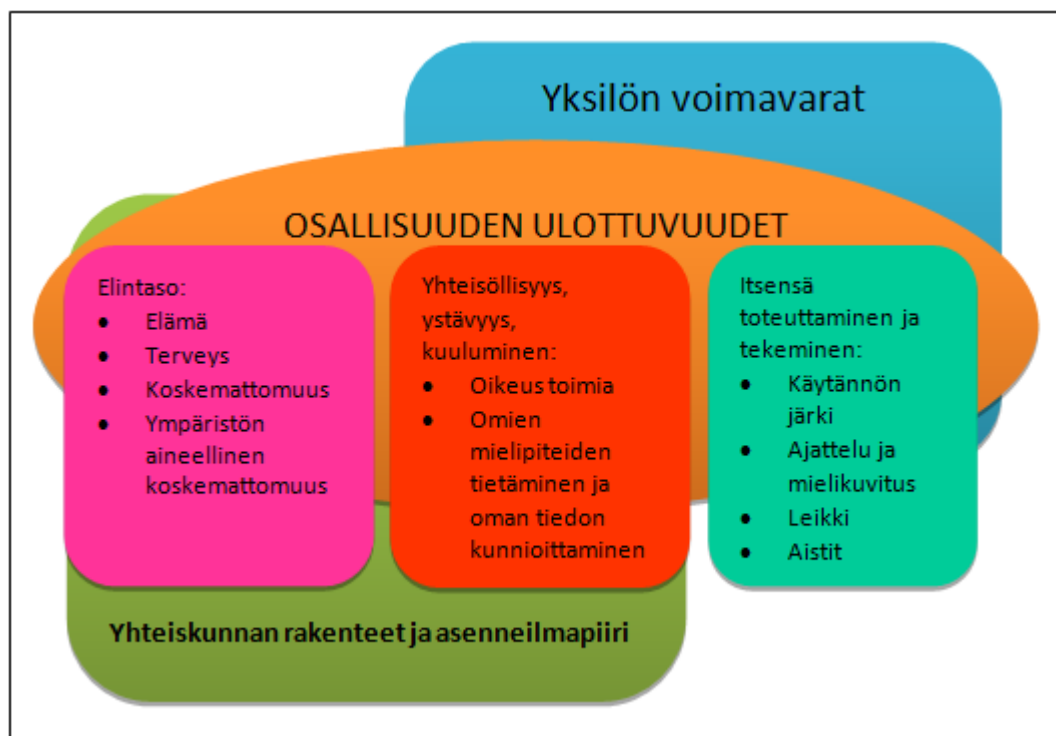 Yksilön voimavarat
OSALLISUUDEN ULOTTUVUUDET
Elintaso:
• Elämä
• Terveys
• Koskemattomuus
• Ympäristön
aineellinen
koskemattomuus
Yhteisöllisyys,
ystävyys,
kuuluminen:
• Oikeus toimia
• Omien
mielipiteiden
tietäminen ja
oman tiedon
kunnioittaminen
Itsensä
toteuttaminen ja
tekeminen:
• Käytännön
järki
• Ajattelu ja
mielikuvitus
• Leikki
• Aistit
Yhteiskunnan rakenteet ja asenneilmapiiri